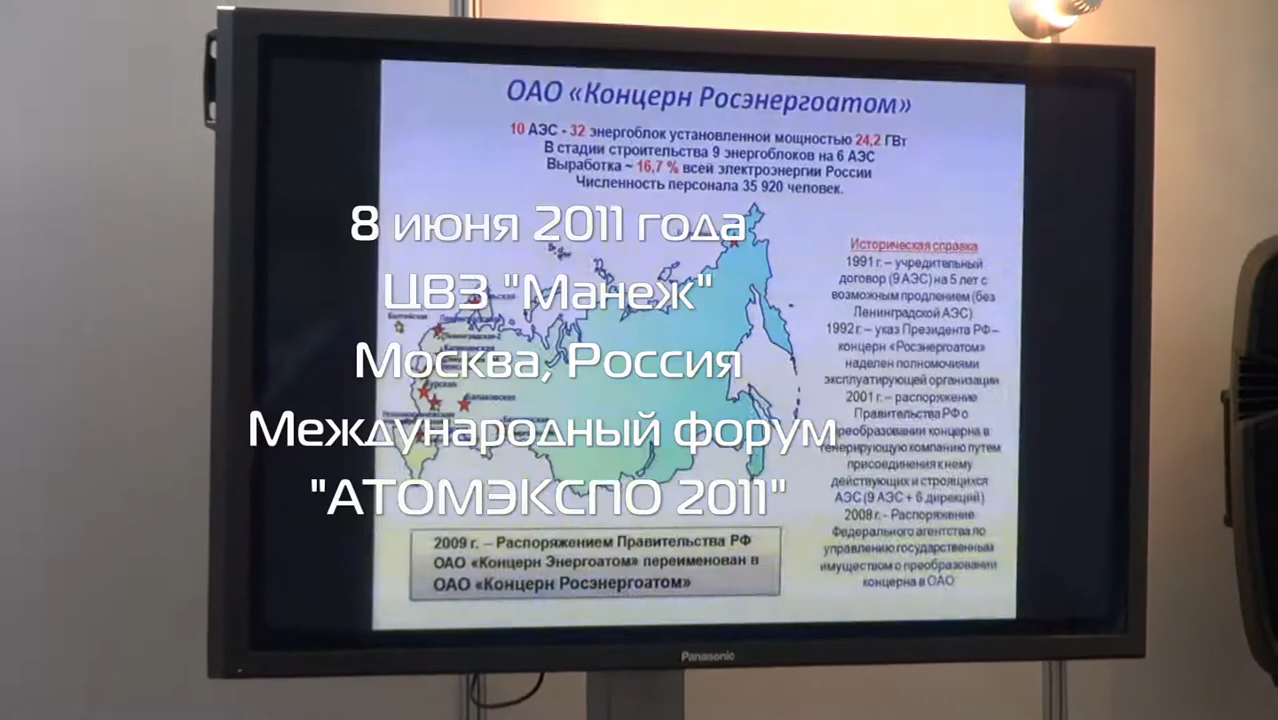 ОАО «Концерн Росэнергоатом»
10 АЭС - 32 энергоблок установленной мощностью 24,2 ГВт
В стадии строительства 9 энергоблоков на 6 АЭС
Выработка ~ 16,7 % всей электроэнергии России
Численность персонала 35 920 человек.
8 июня 2011 года
ЦВЗ "Манеж"
Москва, Россия
Международный форум
"АТОМЭКСПО 2011"
Балтийская
Курская
Балаковская
Историческая справка
1991 г. – учредительный
договор (9 АЭС) на 5 лет с
возможным продлением (без
Ленинградской АЭС)
1992 г. – указ Президента РФ –
концерн «Росэнергоатом»
наделен полномочиями
эксплуатирующей организации
2001 г. – распоряжение
Правительства РФ о
преобразовании концерна в
генерирующую компанию путем
присоединения к нему
действующих и строящихся
АЭС (9 АЭС + 6 дирекций)
2008 г. - Распоряжение
Федерального агентства по
управлению государственным
имуществом о преобразовании
концерна в ОАО
2009 г. – Распоряжением Правительства РФ
ОАО «Концерн Энергоатом» переименован в
ОАО «Концерн Росэнергоатом»
Panasonic